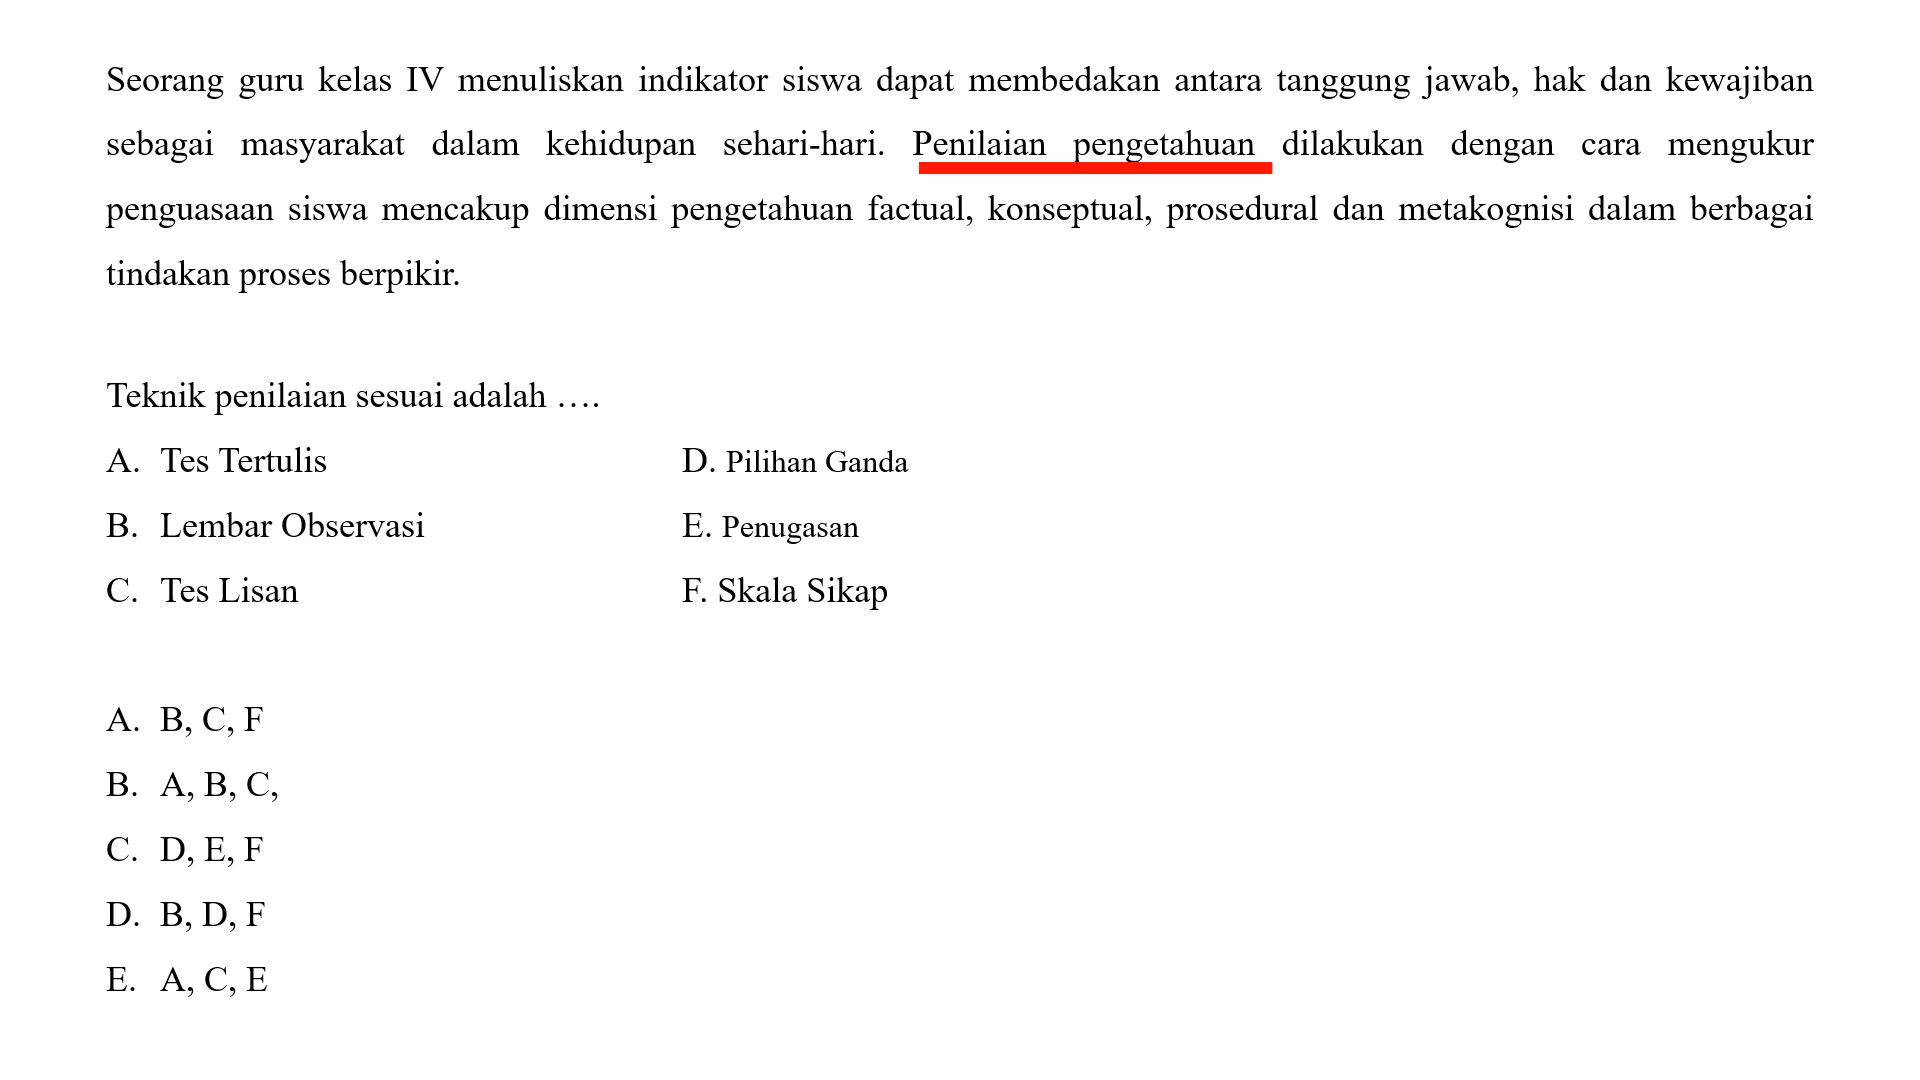 Seorang guru kelas IV menuliskan indikator siswa dapat membedakan antara tanggung jawab, hak dan kewajiban
sebagai masyarakat dalam kehidupan sehari-hari. Penilaian pengetahuan dilakukan dengan cara mengukur
penguasaan siswa mencakup dimensi pengetahuan factual, konseptual, prosedural dan metakognisi dalam berbagai
tindakan proses berpikir.
Teknik penilaian sesuai adalah ….
A. Tes Tertulis
B. Lembar Observasi
C. Tes Lisan
D. Pilihan Ganda
E. Penugasan
F. Skala Sikap
A. B, C, F
B. A, B, C,
C. D, E, F
D. B, D, F
E. A, C, E